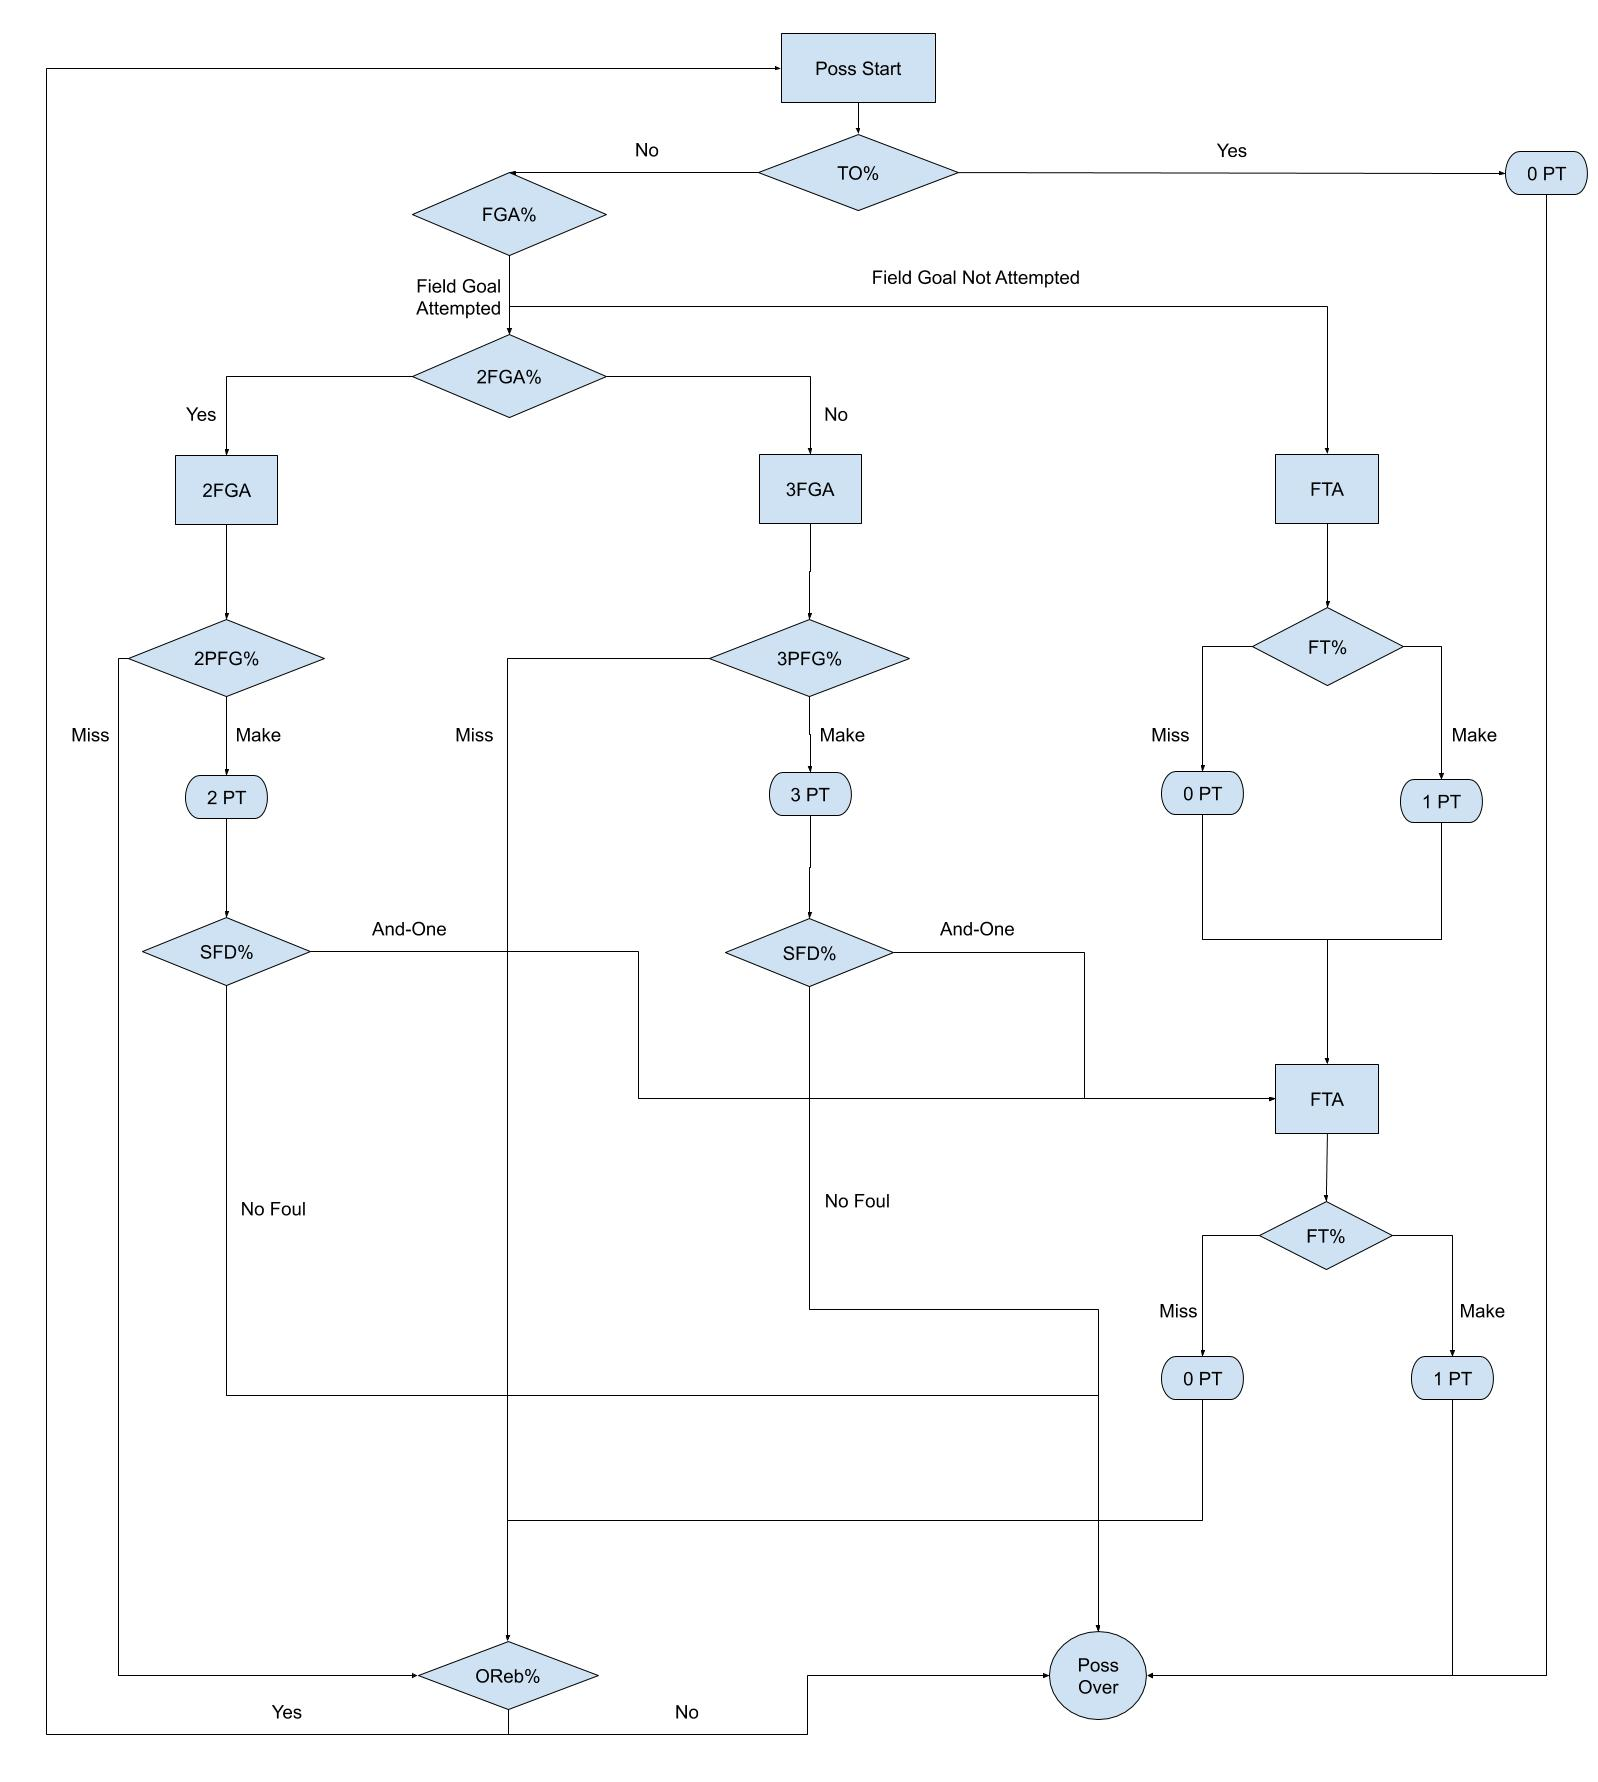 Poss Start
No
Yes
TO%
0 PT
FGA%
Field Goal Not Attempted
Field Goal
Attempted
2FGA%
Yes
No
2FGA
3FGA
FTA
2PFG%
3PFG%
FT%
Miss
Make
Miss
Make
Miss
Make
2 PT
3 PT
0 PT
1 PT
And-One
And-One
SFD%
SFD%
FTA
No Foul
No Foul
FT%
Miss
Make
0 PT
1 PT
OReb%
Poss
Over
Yes
No